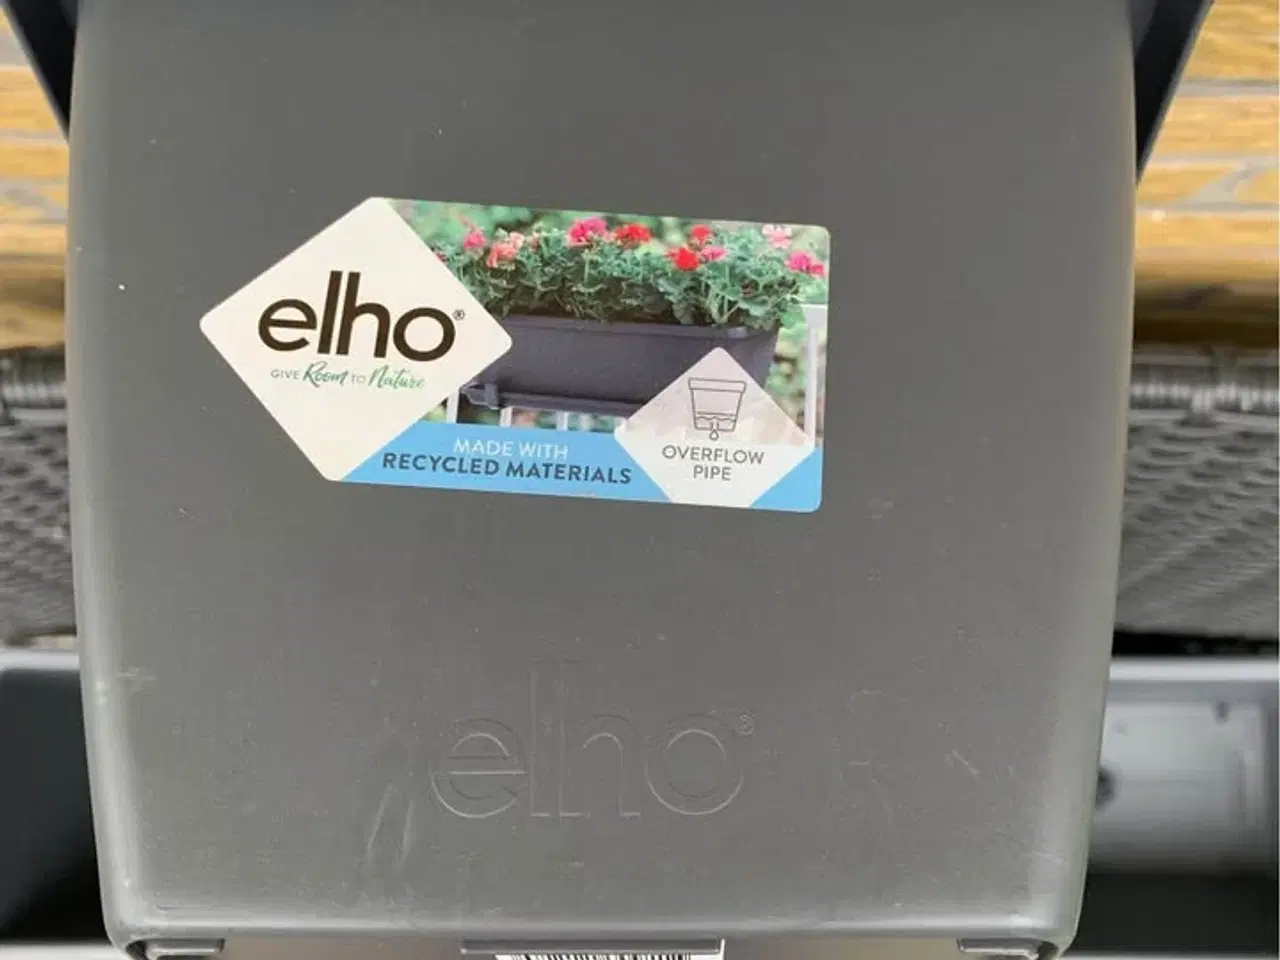 elho®
GIVE Room TO Nature
MADE WITH
RECYCLED MATERIALS
OVERFLOW
PIPE
elho®